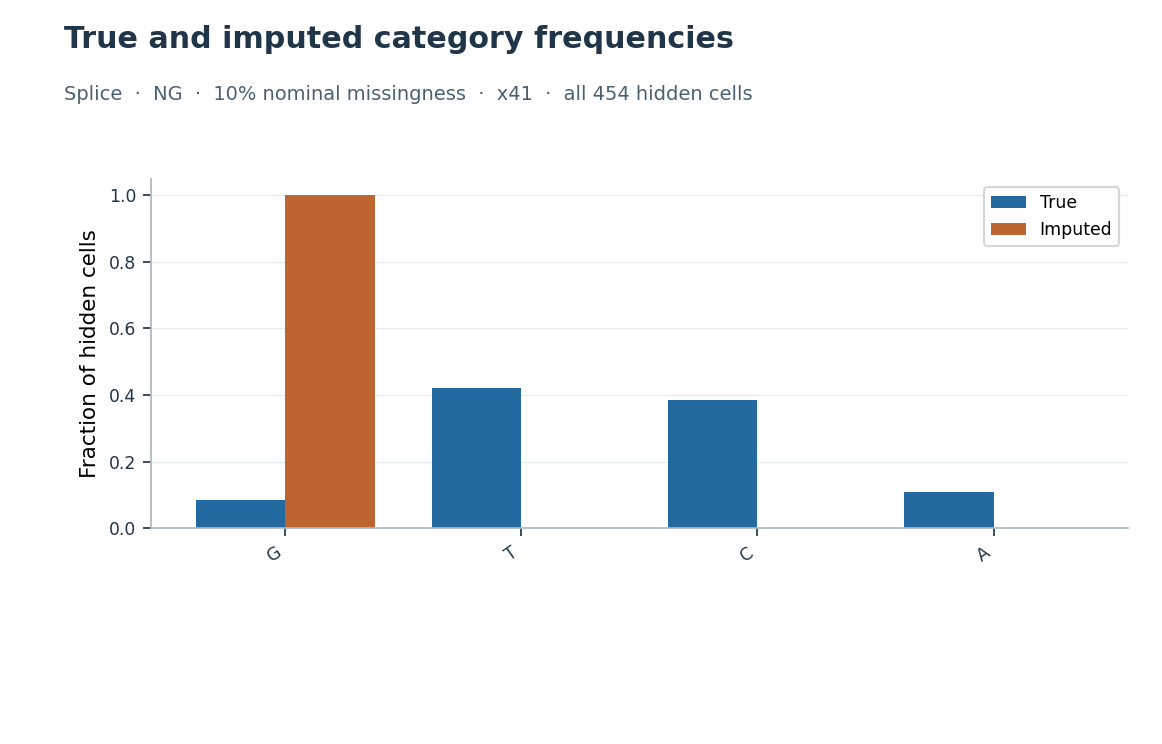 True and imputed category frequencies
Splice · NG · 10% nominal missingness · x41 · all 454 hidden cells
Fraction of hidden cells
1.0
0.8
0.6
0.4
0.2
0.0
True
Imputed
G
T
C
A